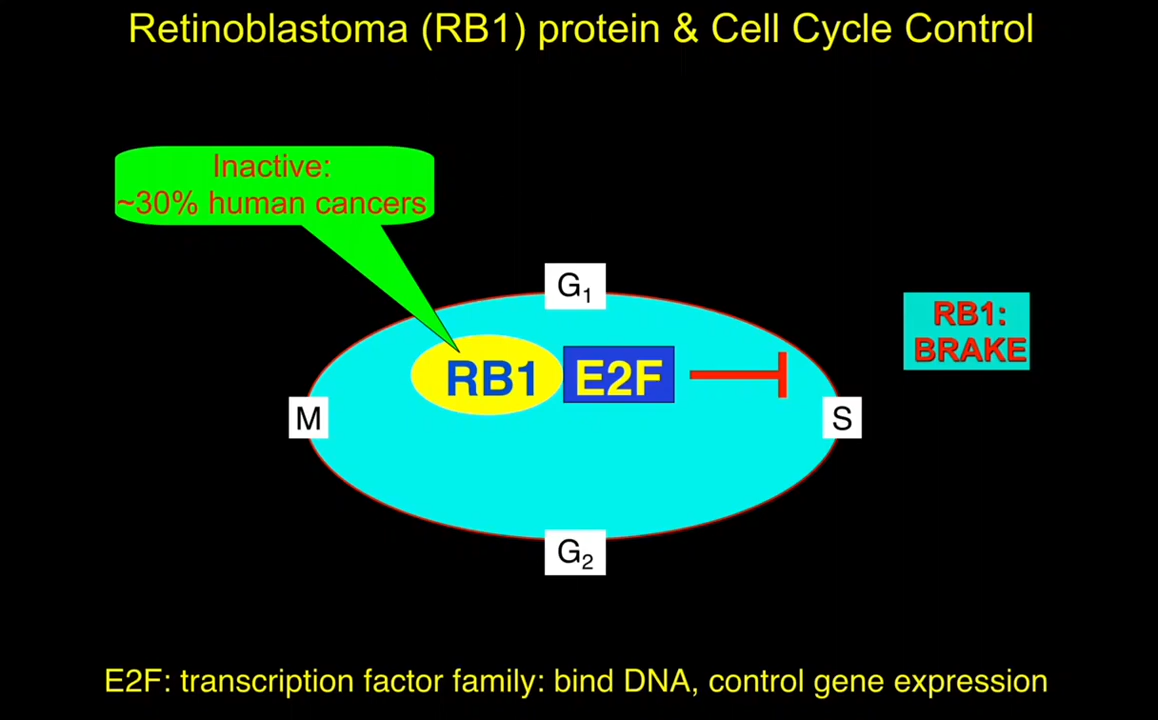 Retinoblastoma (RB1) protein & Cell Cycle Control
Inactive:
~30% human cancers
G₁
RB1:
BRAKE
RB1 E2F
M
S
G₂
E2F: transcription factor family: bind DNA, control gene expression